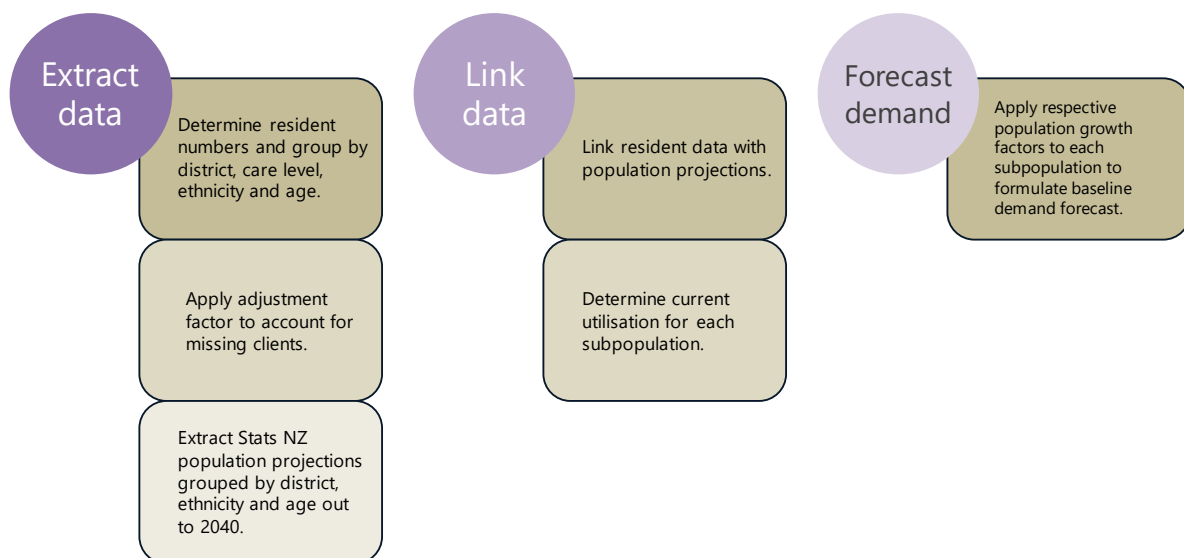 Extract
data
Determine resident
numbers and group by
district, care level,
ethnicity and age.
Apply adjustment
factor to account for
missing clients.
Extract Stats NZ
population projections
grouped by district,
ethnicity and age out
to 2040.
Link
data
Link resident data with
population projections.
Determine current
utilisation for each
subpopulation.
Forecast
demand
Apply respective
population growth
factors to each
subpopulation to
formulate baseline
demand forecast.